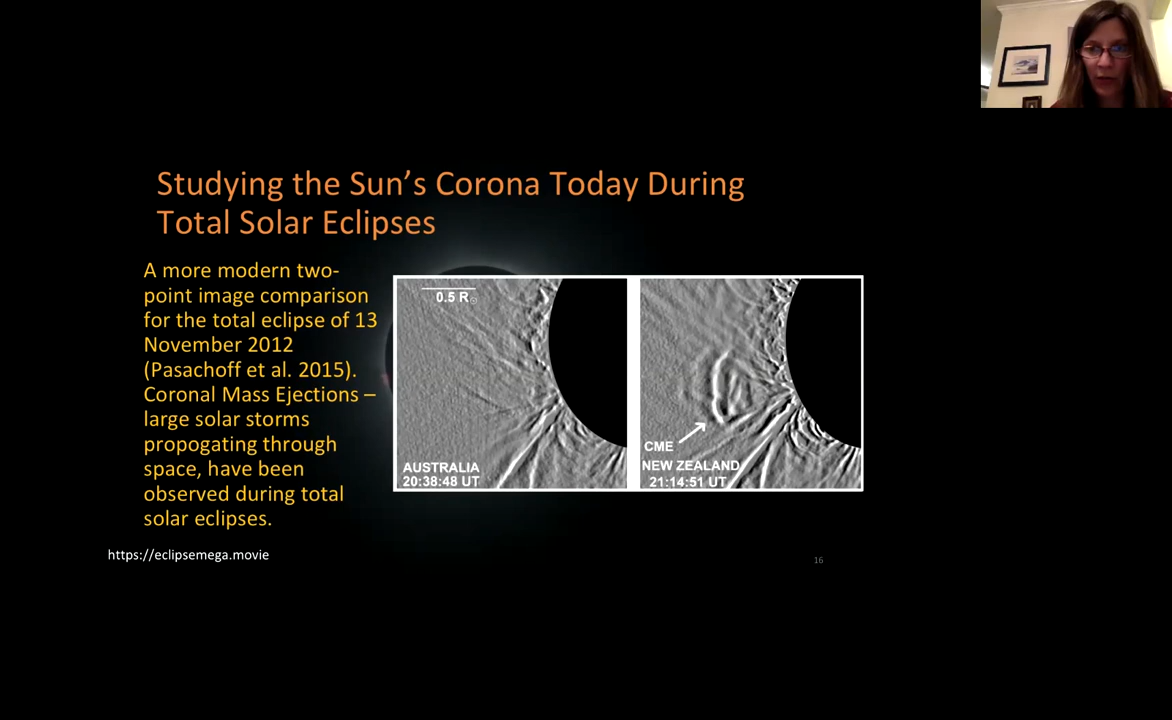 Studying the Sun's Corona Today During
Total Solar Eclipses
A more modern two-
point image comparison
for the total eclipse of 13
November 2012
(Pasachoff et al. 2015).
Coronal Mass Ejections –
large solar storms
propogating through
space, have been
observed during total
solar eclipses.
0.5 R☉
AUSTRALIA
20:38:48 UT
CME
NEW ZEALAND
21:14:51 UT
https://eclipsemega.movie
16